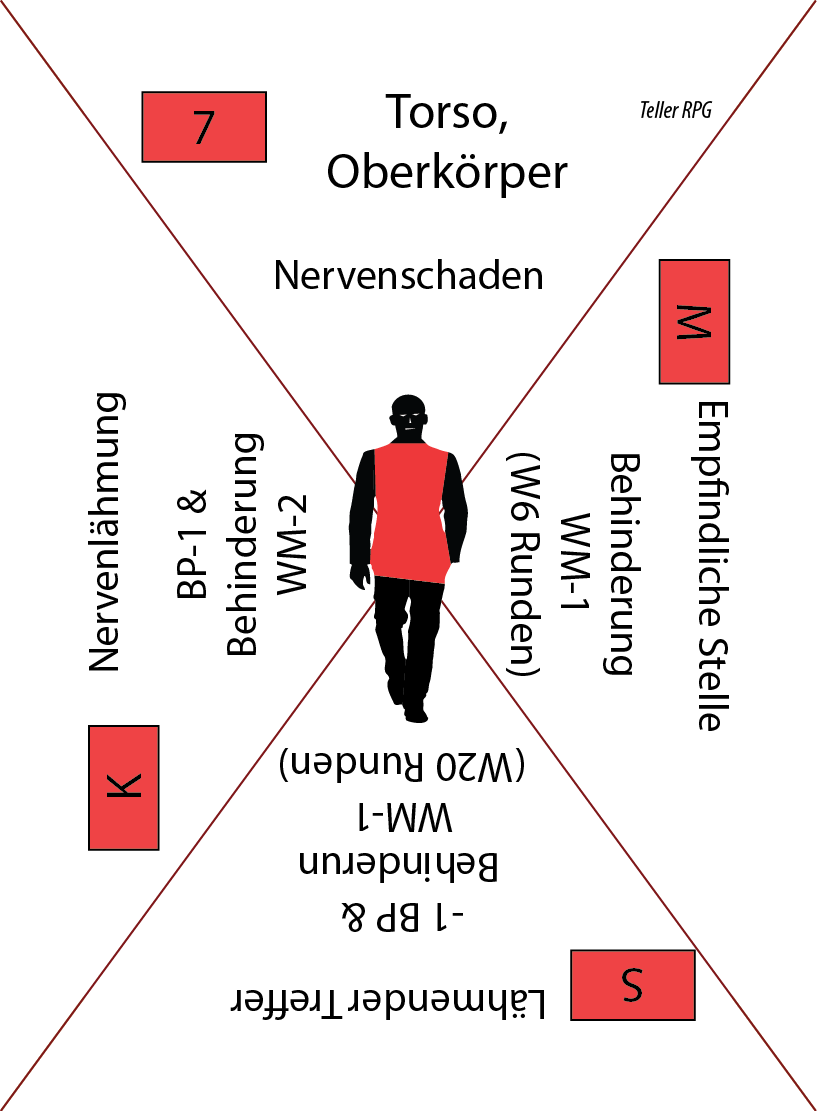 7
Torso,
Oberkörper
Teller RPG
Nervenschaden
M
Empfindliche Stelle
Behinderung
WM-1
(W6 Runden)
S
Lähmender Treffer
-1 BP &
Behinderun
WM-1
(W20 Runden)
K
Nervenlähmung
BP-1 &
Behinderung
WM-2